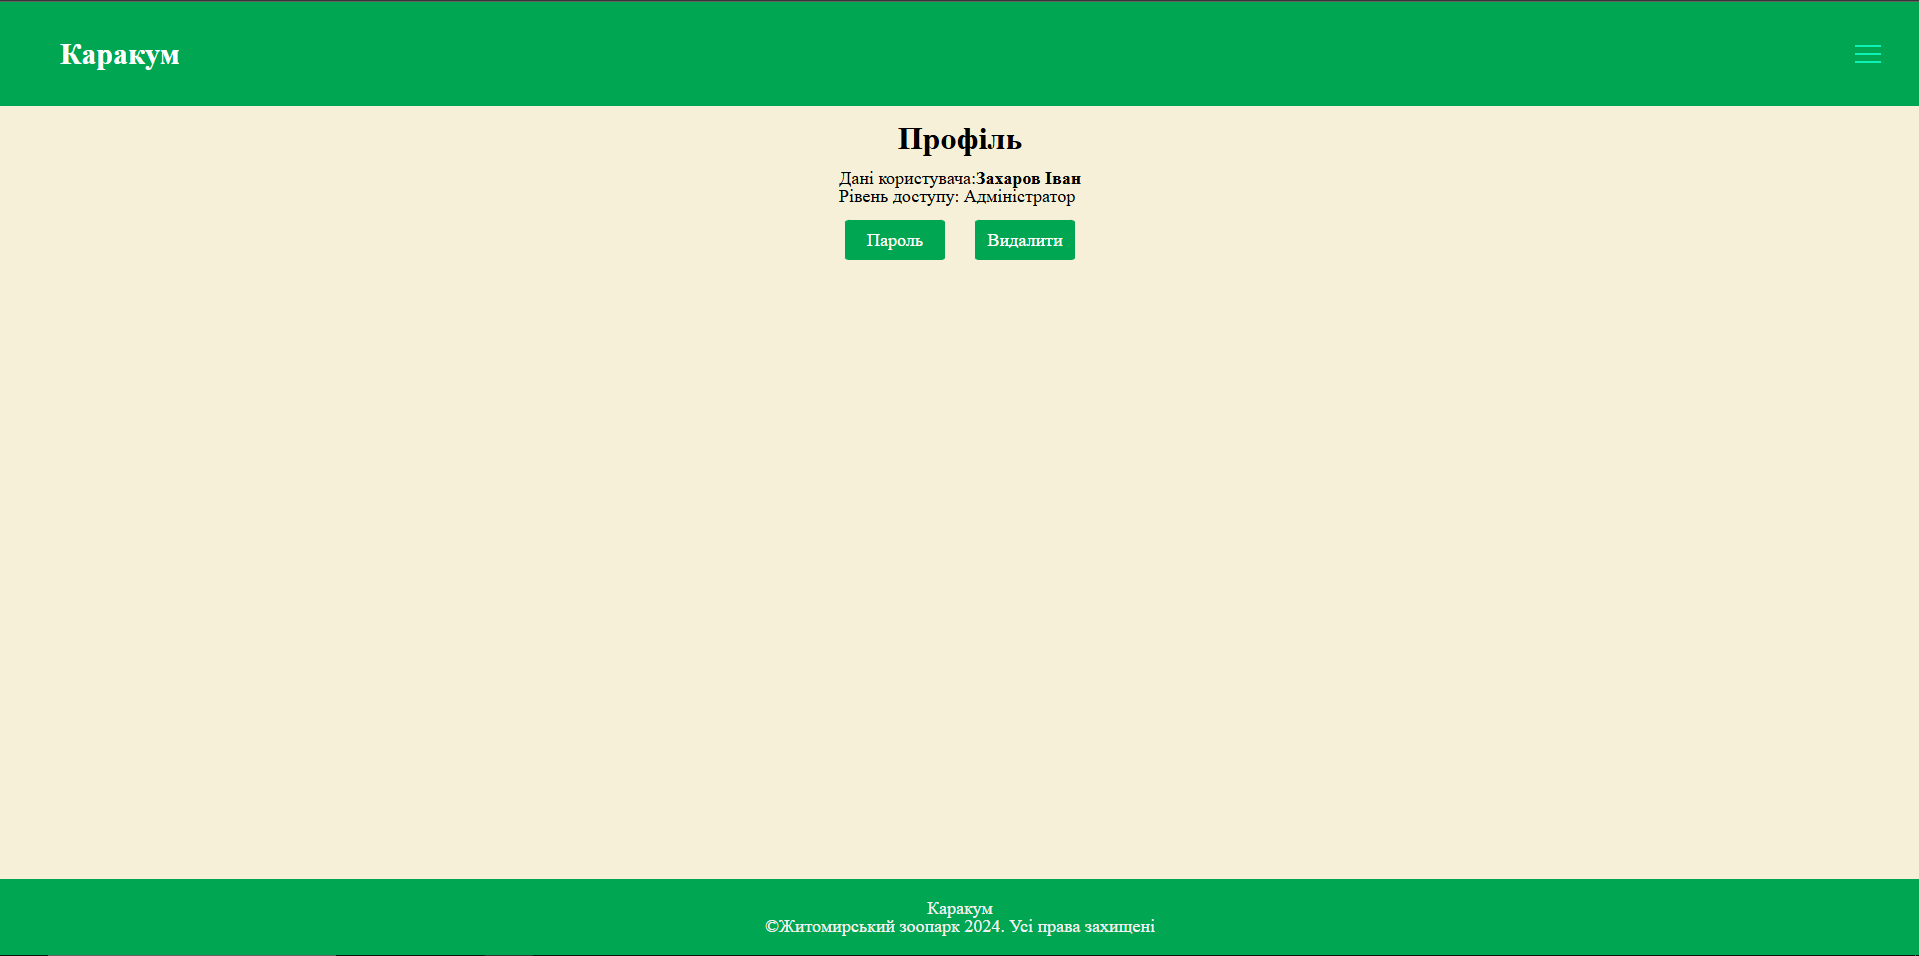 Каракум
Профіль
Дані користувача:Захаров Іван
Рівень доступу: Адміністратор
Пароль
Видалити
Каракум
©Житомирський зоопарк 2024. Усі права захищені